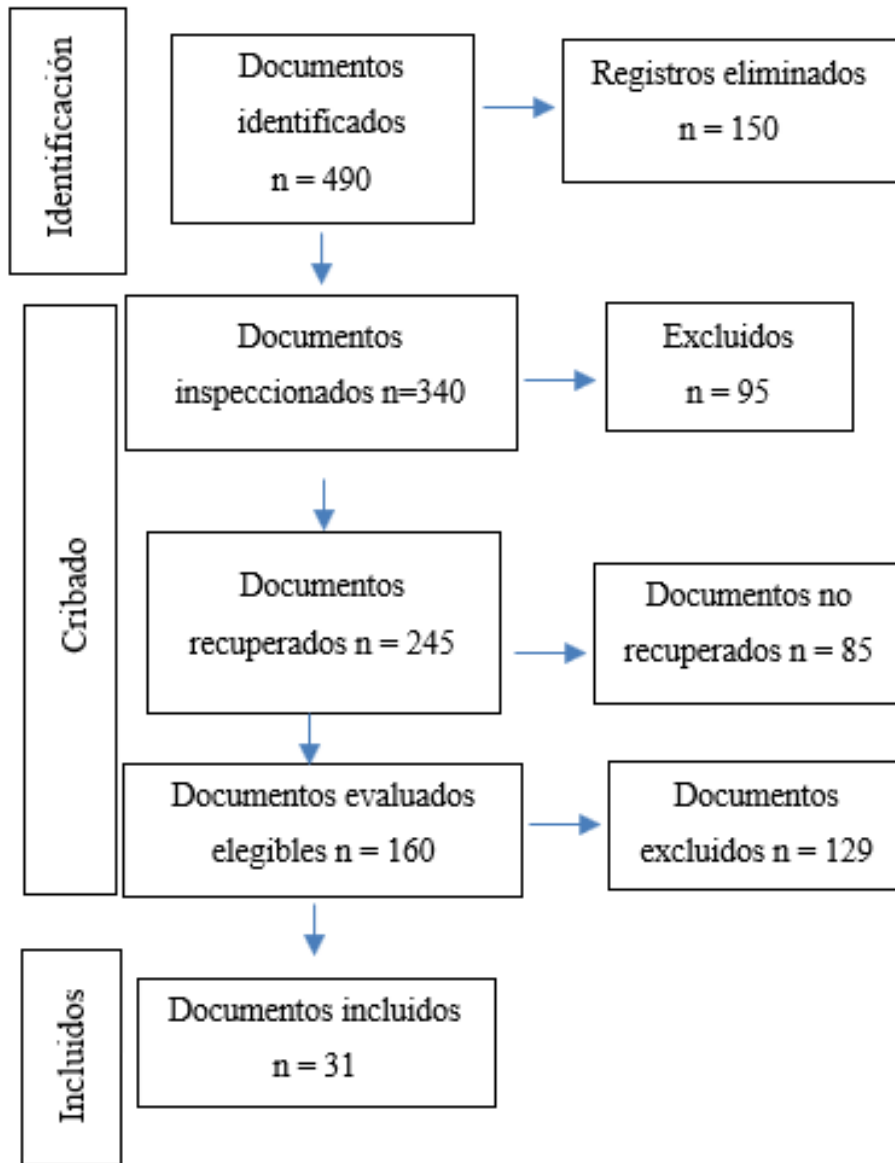 Identificación
Documentos
identificados
n = 490
Registros eliminados
n = 150
Cribado
Documentos
inspeccionados n=340
Excluidos
n = 95
Documentos
recuperados n = 245
Documentos no
recuperados n = 85
Documentos evaluados
elegibles n = 160
Documentos
excluidos n = 129
Incluidos
Documentos incluidos
n = 31